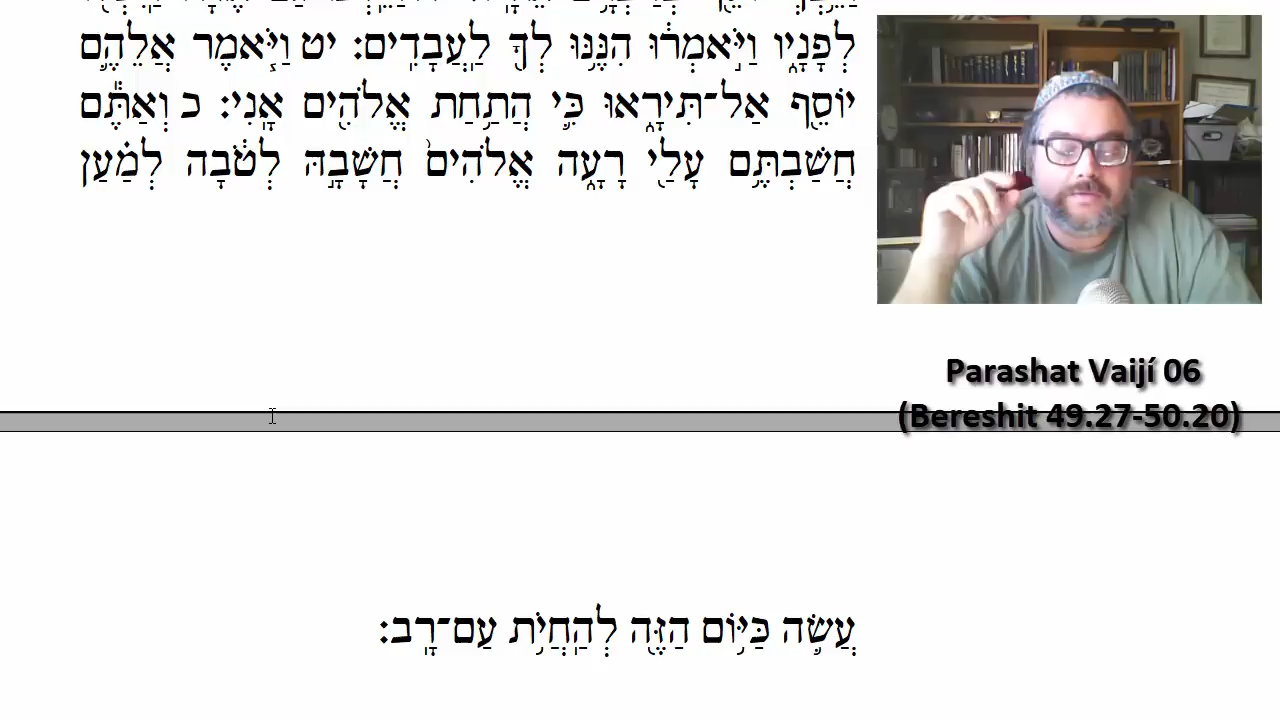 לְפָנָ֑יו וַיֹּ֣אמְר֔וּ הִנֶּ֥נּֽוּ לְךָ֖ לַֽעֲבָדִֽים׃ יט וַיֹּ֧אמֶר אֲלֵהֶ֛ם
יוֹסֵ֖ף אַל־תִּירָ֑אוּ כִּ֛י הֲתַ֥חַת אֱלֹהִ֖ים אָֽנִי׃ כ וְאַתֶּ֕ם
חֲשַׁבְתֶּ֥ם עָלַ֖י רָעָ֑ה אֱלֹהִים֙ חֲשָׁבָ֣הּ לְטֹבָ֔ה לְמַ֗עַן
עֲשֹׂ֛ה כַּיּ֥וֹם הַזֶּ֖ה לְהַֽחֲיֹ֥ת עַם־רָֽב׃
Parashat Vaijí 06
(Bereshit 49.27-50.20)